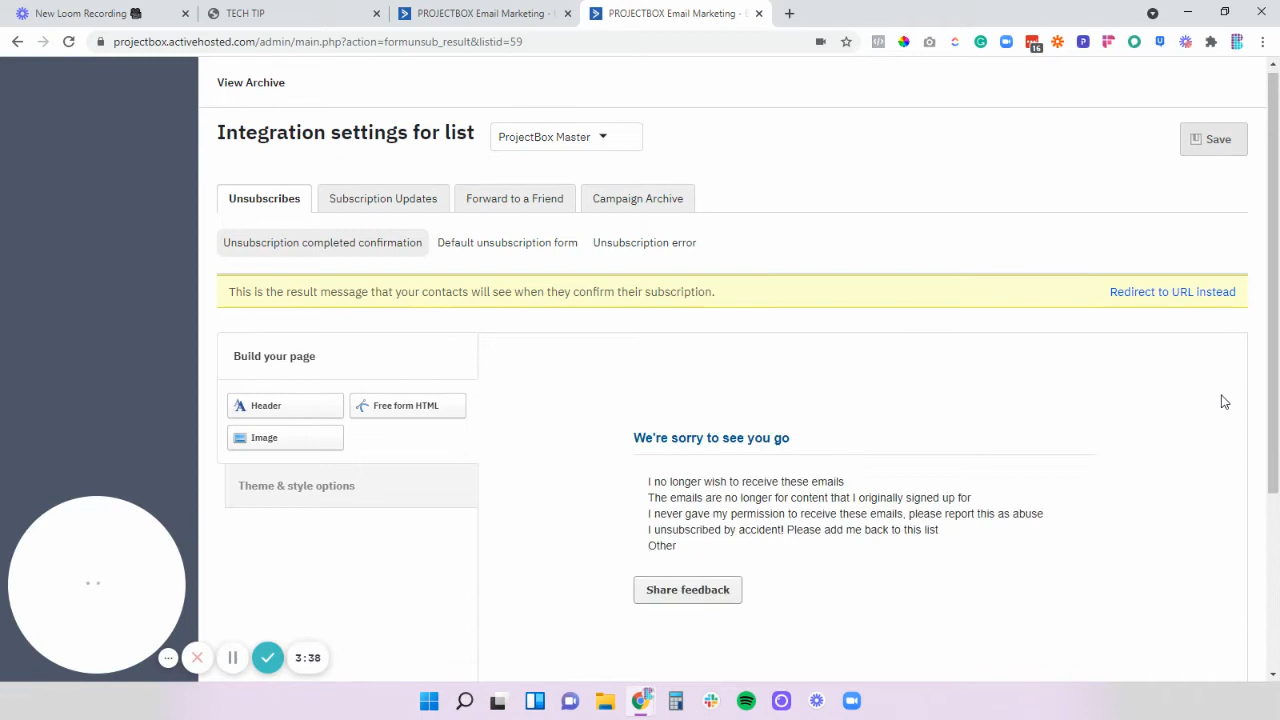 New Loom Recording
TECH TIP
PROJECTBOX Email Marketing -
PROJECTBOX Email Marketing -
projectbox.activehosted.com/admin/main.php?action=formunsub_result&listid=59
16
View Archive
Integration settings for list
ProjectBox Master
Save
Unsubscribes
Subscription Updates
Forward to a Friend
Campaign Archive
Unsubscription completed confirmation
Default unsubscription form
Unsubscription error
This is the result message that your contacts will see when they confirm their subscription.
Redirect to URL instead
Build your page
Header
Free form HTML
Image
Theme & style options
We're sorry to see you go
I no longer wish to receive these emails
The emails are no longer for content that I originally signed up for
I never gave my permission to receive these emails, please report this as abuse
I unsubscribed by accident! Please add me back to this list
Other
Share feedback
3:38